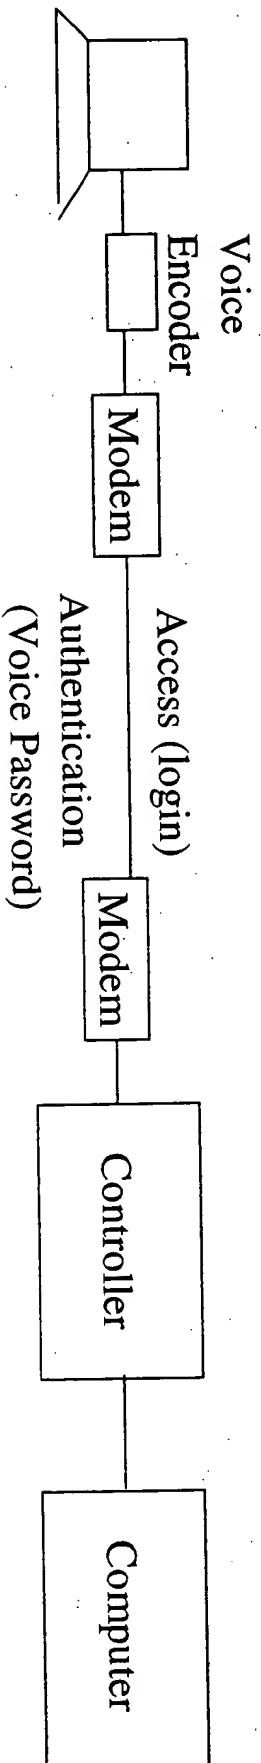 Voice
Encoder
Modem
Access (login)
Authentication
(Voice Password)
Modem
Controller
Computer